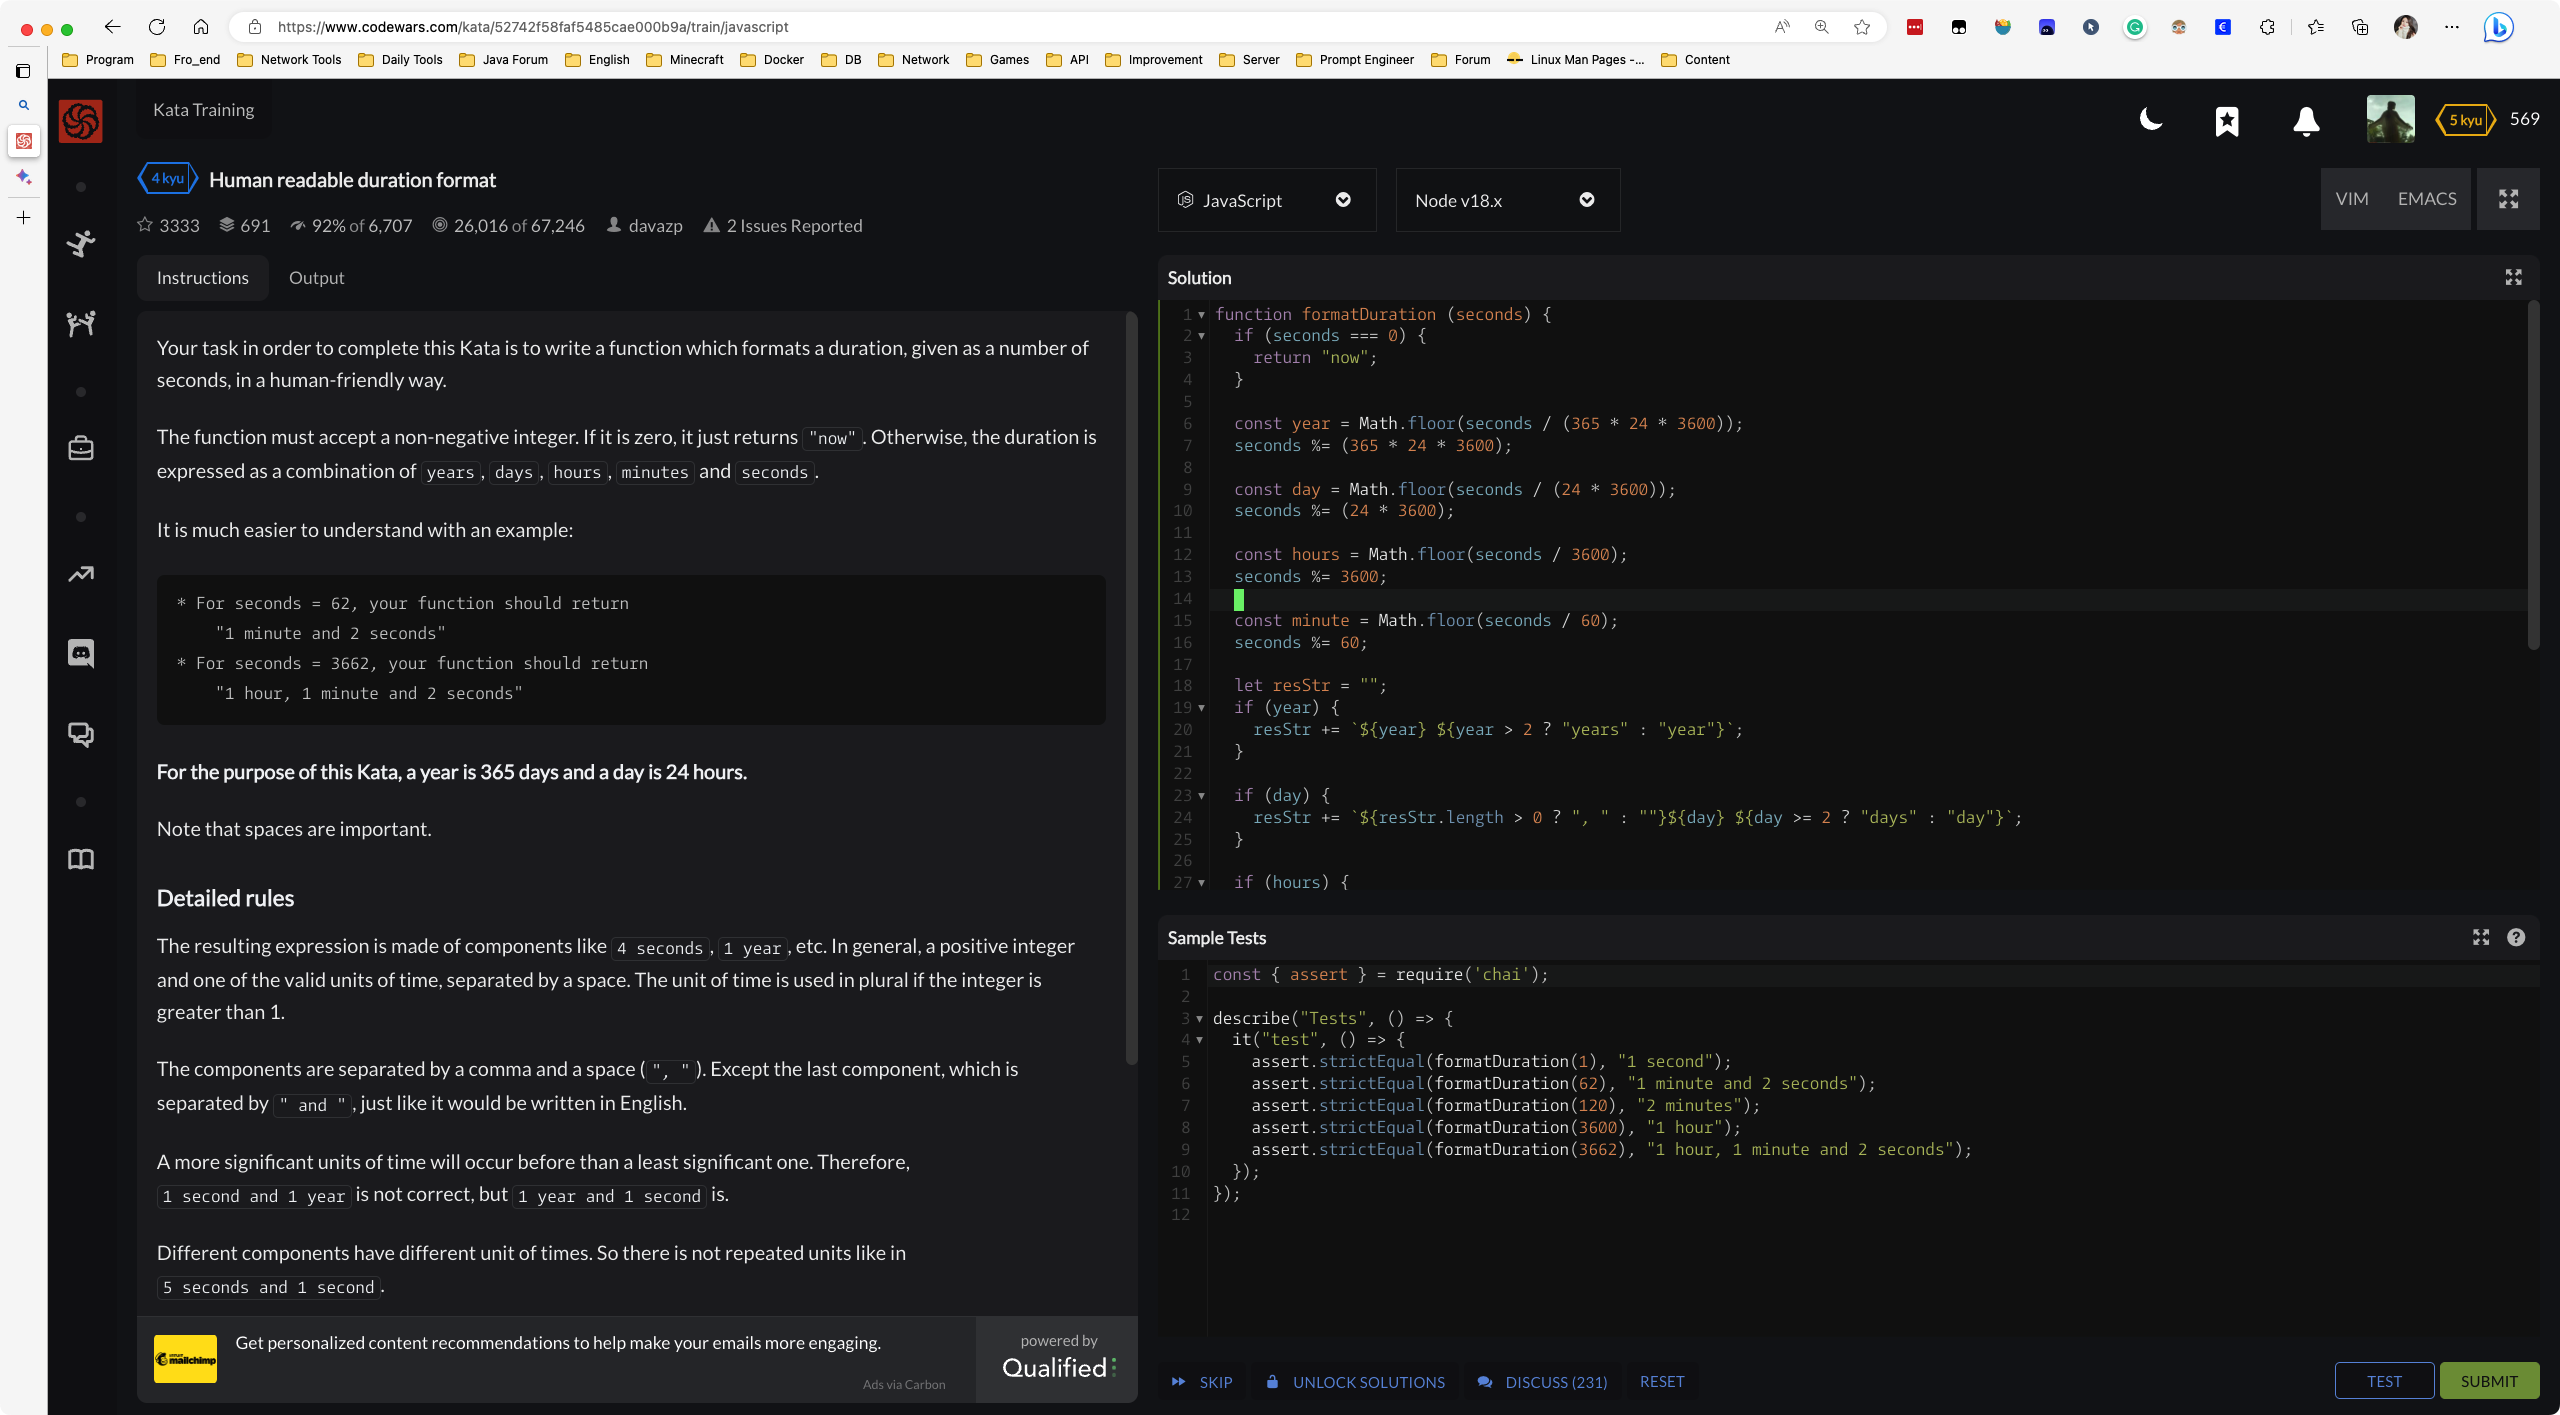 https://www.codewars.com/kata/52742f58faf5485cae000b9a/train/javascript
Program Fro_end Network Tools Daily Tools Java Forum English Minecraft Docker DB Network Games API Improvement Server Prompt Engineer Forum Linux Man Pages -... Content
Kata Training
5 kyu 569
4 kyu Human readable duration format
3333 691 92% of 6,707 26,016 of 67,246 davazp 2 Issues Reported
JavaScript Node v18.x VIM EMACS
Instructions Output
Your task in order to complete this Kata is to write a function which formats a duration, given as a number of
seconds, in a human-friendly way.
The function must accept a non-negative integer. If it is zero, it just returns "now". Otherwise, the duration is
expressed as a combination of years, days, hours, minutes and seconds.
It is much easier to understand with an example:
* For seconds = 62, your function should return
"1 minute and 2 seconds"
* For seconds = 3662, your function should return
"1 hour, 1 minute and 2 seconds"
For the purpose of this Kata, a year is 365 days and a day is 24 hours.
Note that spaces are important.
Detailed rules
The resulting expression is made of components like 4 seconds, 1 year, etc. In general, a positive integer
and one of the valid units of time, separated by a space. The unit of time is used in plural if the integer is
greater than 1.
The components are separated by a comma and a space (", "). Except the last component, which is
separated by " and ", just like it would be written in English.
A more significant units of time will occur before than a least significant one. Therefore,
1 second and 1 year is not correct, but 1 year and 1 second is.
Different components have different unit of times. So there is not repeated units like in
5 seconds and 1 second.
mailchimp
Get personalized content recommendations to help make your emails more engaging.
Ads via Carbon
powered by
Qualified
Solution
1 function formatDuration (seconds) {
2 if (seconds === 0) {
3 return "now";
4 }
5
6 const year = Math.floor(seconds / (365 * 24 * 3600));
7 seconds %= (365 * 24 * 3600);
8
9 const day = Math.floor(seconds / (24 * 3600));
10 seconds %= (24 * 3600);
11
12 const hours = Math.floor(seconds / 3600);
13 seconds %= 3600;
14
15 const minute = Math.floor(seconds / 60);
16 seconds %= 60;
17
18 let resStr = "";
19 if (year) {
20 resStr += `${year} ${year > 2 ? "years" : "year"}`;
21 }
22
23 if (day) {
24 resStr += `${resStr.length > 0 ? ", " : ""}${day} ${day >= 2 ? "days" : "day"}`;
25 }
26
27 if (hours) {
Sample Tests
1 const { assert } = require('chai');
2
3 describe("Tests", () => {
4 it("test", () => {
5 assert.strictEqual(formatDuration(1), "1 second");
6 assert.strictEqual(formatDuration(62), "1 minute and 2 seconds");
7 assert.strictEqual(formatDuration(120), "2 minutes");
8 assert.strictEqual(formatDuration(3600), "1 hour");
9 assert.strictEqual(formatDuration(3662), "1 hour, 1 minute and 2 seconds");
10 });
11 });
12
SKIP UNLOCK SOLUTIONS DISCUSS (231) RESET TEST SUBMIT